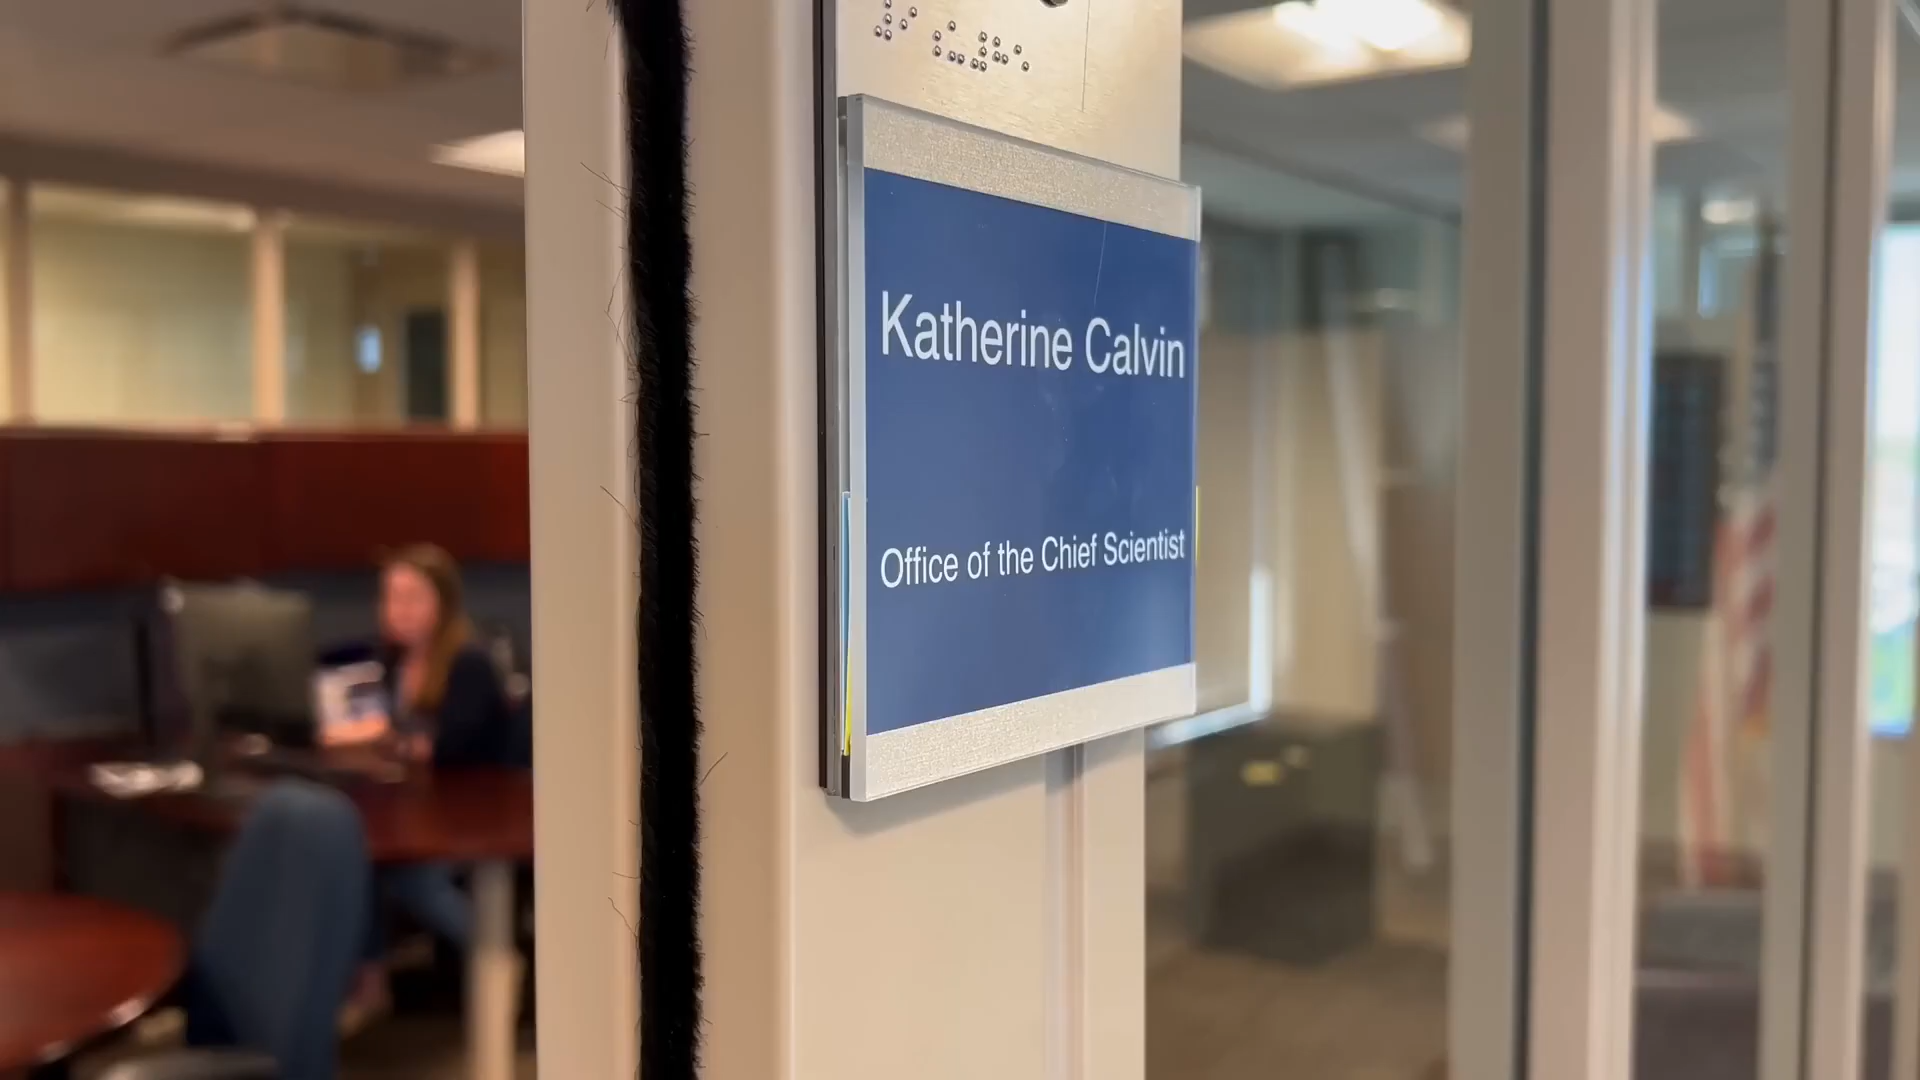 Katherine Calvin
Office of the Chief Scientist